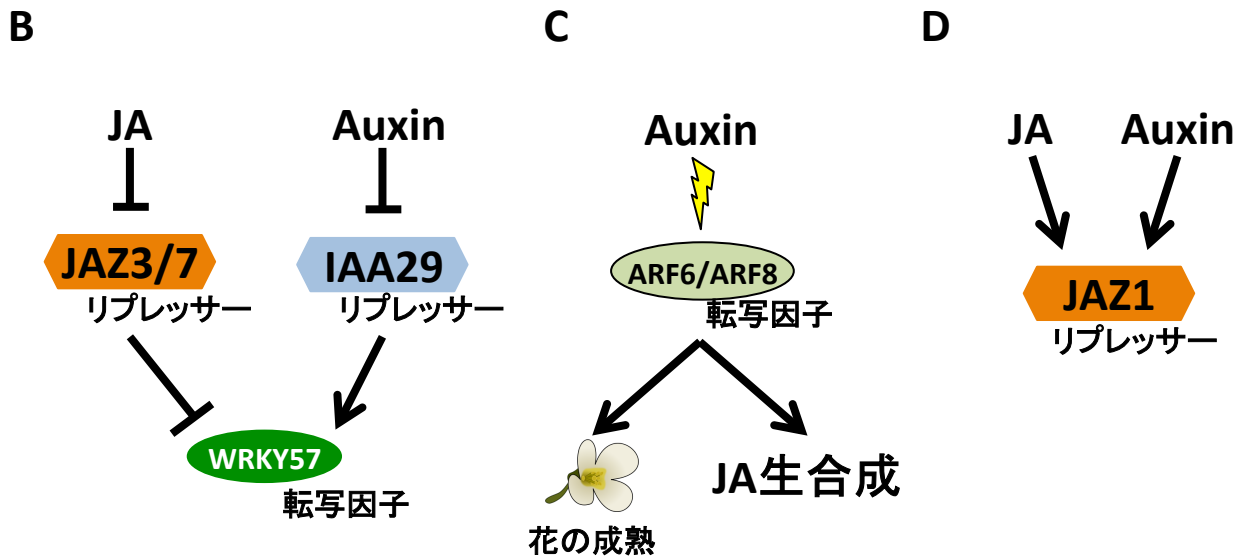 B
JA
Auxin
JAZ3/7
リプレッサー
IAA29
リプレッサー
WRKY57
転写因子
C
Auxin
ARF6/ARF8
転写因子
花の成熟
JA生合成
D
JA
Auxin
JAZ1
リプレッサー